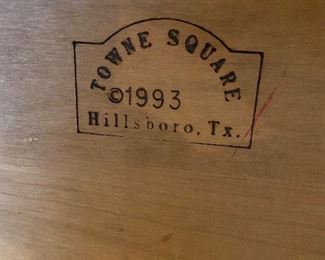 TOWNE SQUARE
©1993
Hillsboro, Tx.